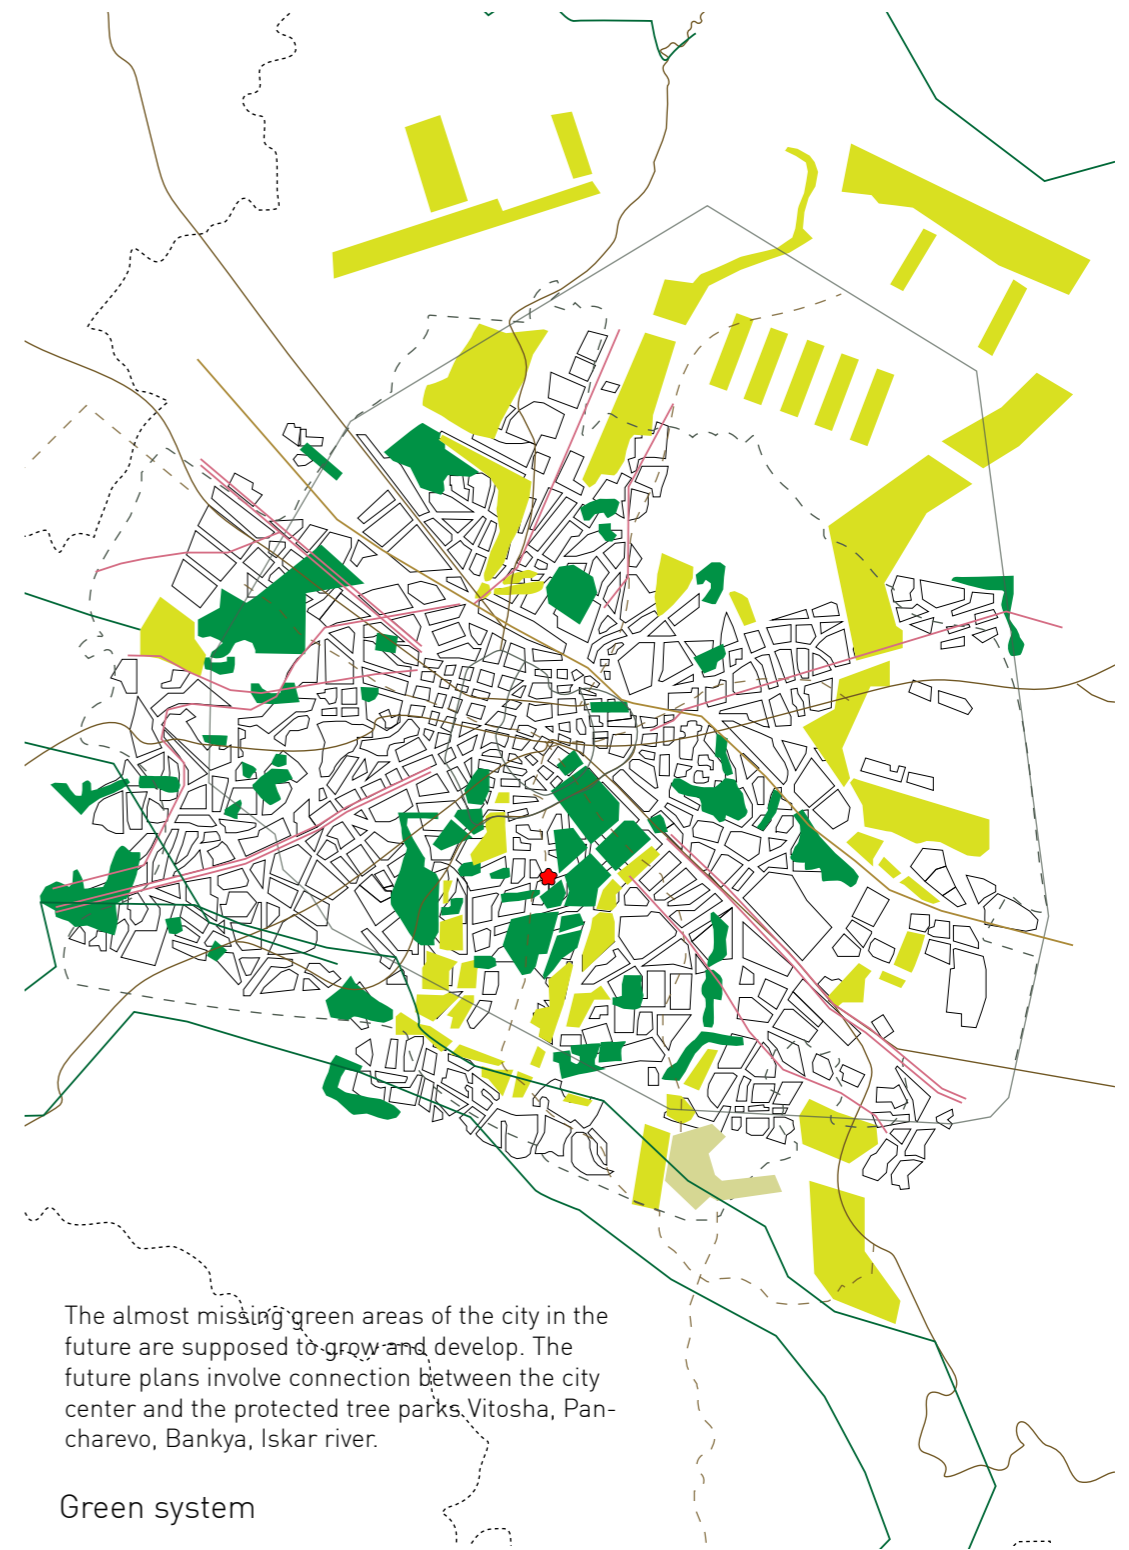 The almost missing green areas of the city in the
future are supposed to grow and develop. The
future plans involve connection between the city
center and the protected tree parks Vitosha, Pan-
charevo, Bankya, Iskar river.
Green system